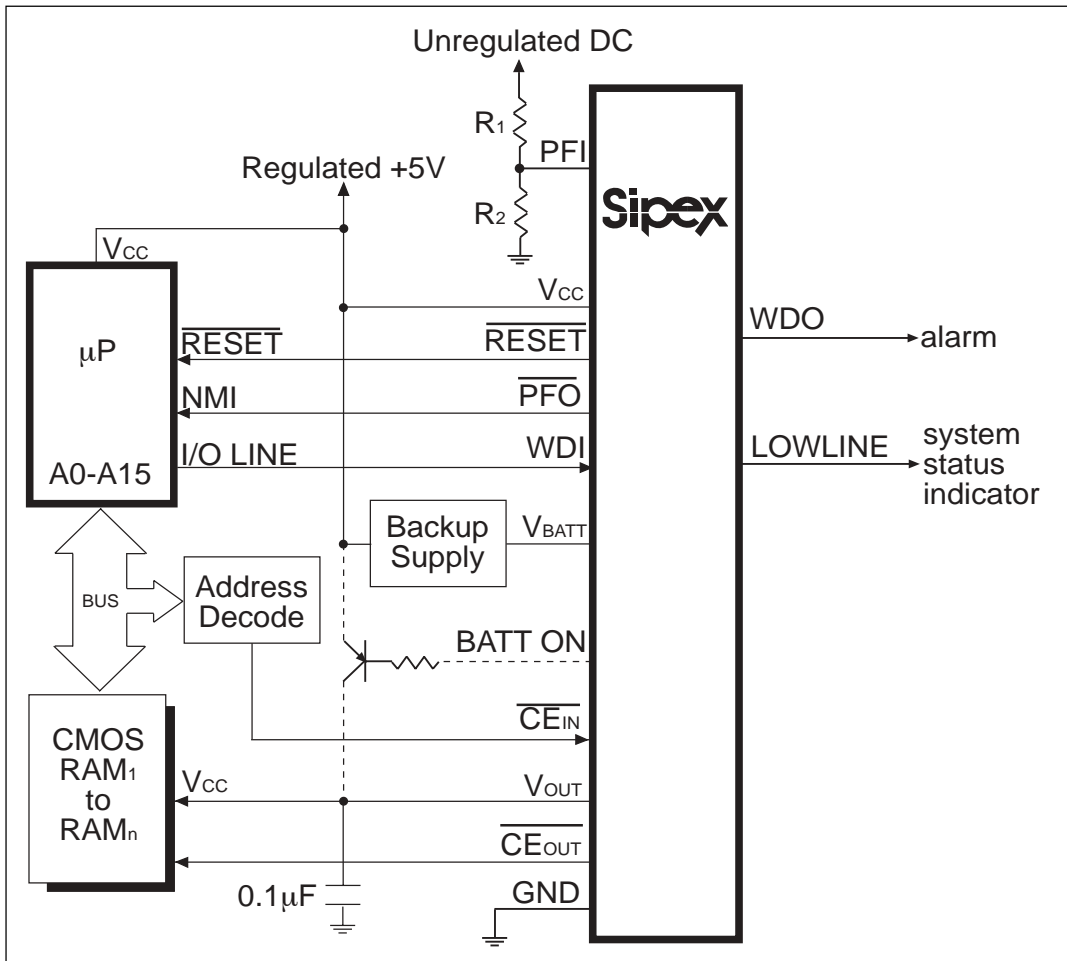 Unregulated DC
R1
PFI
Regulated +5V
R2
Sipex
VCC
VCC
WDO
alarm
μP
RESET
RESET
NMI
PFO
LOWLINE
system
status
indicator
I/O LINE
WDI
A0-A15
Backup
Supply
VBATT
BUS
Address
Decode
BATT ON
CEIN
CMOS
RAM1
to
RAMn
VCC
VOUT
CEOUT
0.1μF
GND